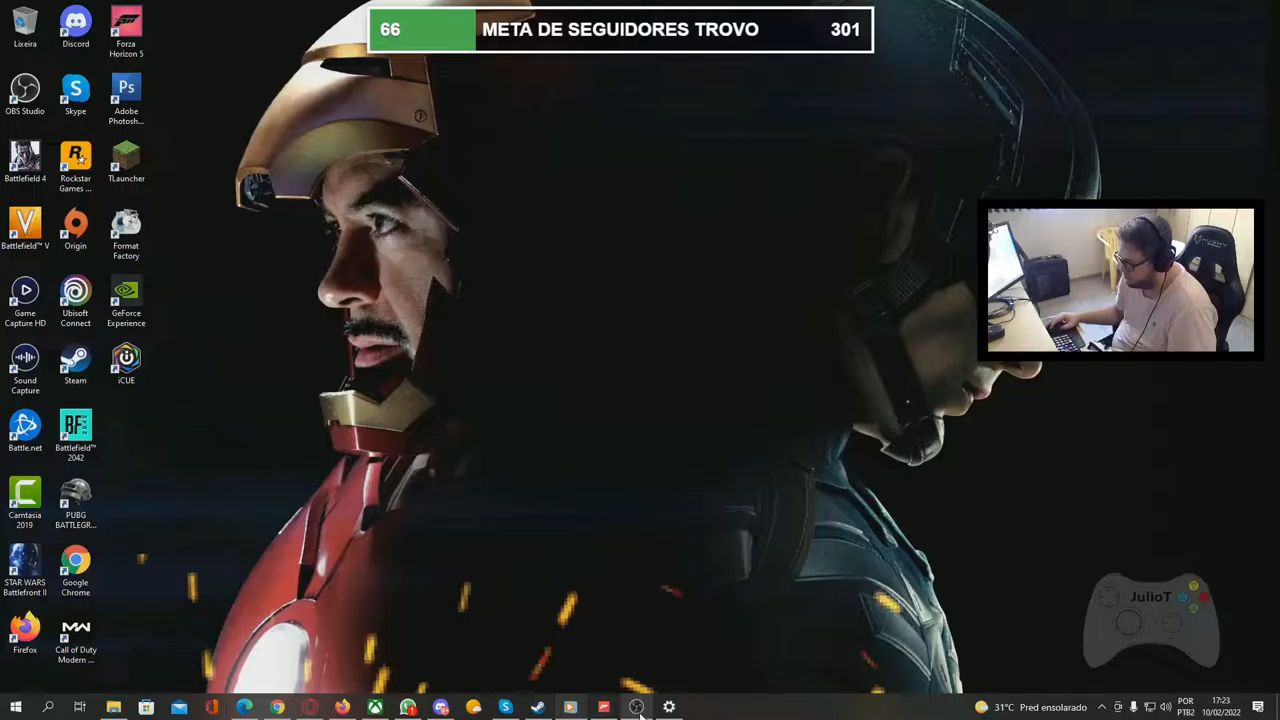 66 META DE SEGUIDORES TROVO 301
Lixeira
Discord
Forza
Horizon 5
OBS Studio
Skype
Adobe
Photosh...
Battlefield 4
Rockstar
Games ...
TLauncher
Battlefield™ V
Origin
Format
Factory
Game
Capture HD
Ubisoft
Connect
GeForce
Experience
Sound
Capture
Steam
iCUE
Battle.net
Battlefield™
2042
Camtasia
2019
PUBG
BATTLEGR...
STAR WARS
Battlefront II
Google
Chrome
Firefox
Call of Duty
Modern ...
JulioT
31°C Pred ensolarado
POR
PTB2
17:23
10/02/2022